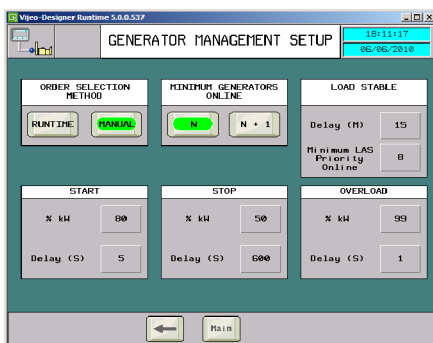 Vijeo-Designer Runtime 5.0.0.537
GENERATOR MANAGEMENT SETUP
18:11:17
06/06/2010
ORDER SELECTION
METHOD
RUNTIME
MANUAL
MINIMUM GENERATORS
ONLINE
N
N + 1
LOAD STABLE
Delay (M) 15
Minimum LAS
Priority
Online
8
START
% kW 80
Delay (S) 5
STOP
% kW 50
Delay (S) 600
OVERLOAD
% kW 99
Delay (S) 1
Main